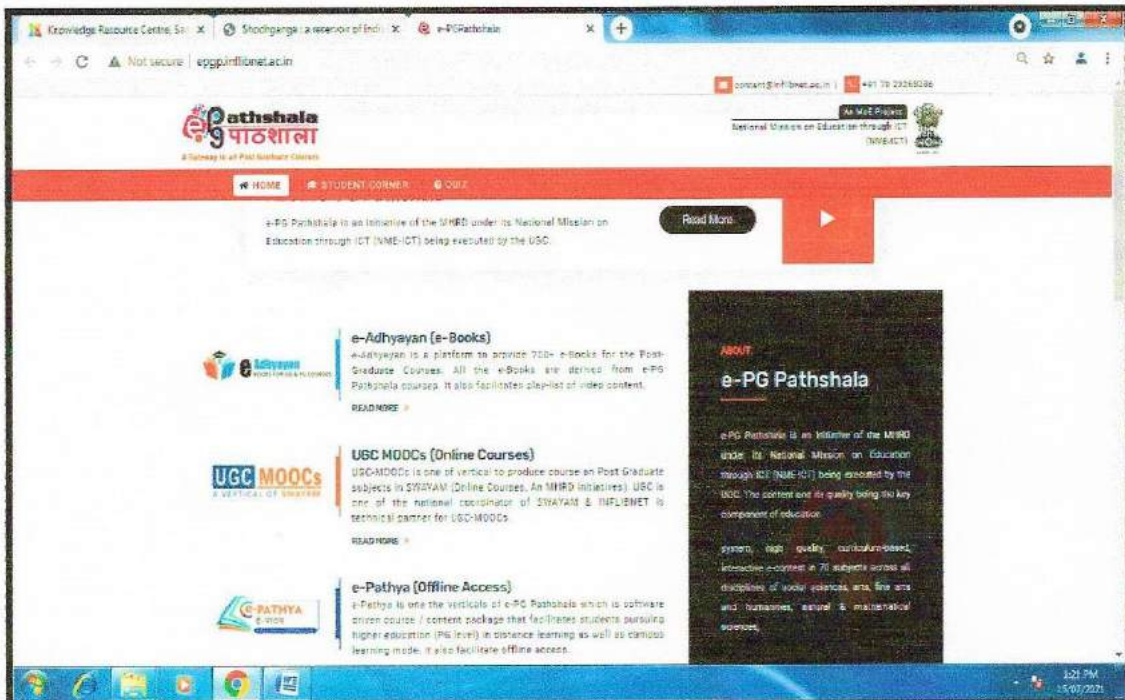 Knowledge Resource Centre, Sa
Shodhganga : a reservoir of Indi
e-PGPathshala
Not secure | epgp.inflibnet.ac.in
contact@inflibnet.ac.in |
athshala
पाठशाला
A Gateway to all Post Graduate Courses
An MoE Project
National Mission on Education through ICT
(NME-ICT)
HOME STUDENT CORNER QUIZ
e-PG Pathshala is an initiative of the MHRD under its National Mission on
Education through ICT (NME-ICT) being executed by the UGC.
Read More
e-Adhyayan (e-Books)
e-Adhyayan is a platform to provide 700+ e-Books for the Post-
Graduate Courses. All the e-Books are derived from e-PG
Pathshala courses. It also facilitates play-list of video content.
READ MORE
e Adhyayan
UGC MOOCs (Online Courses)
UGC-MOOCs is one of vertical to produce course on Post Graduate
subjects in SWAYAM (Online Courses, An MHRD initiatives). UGC is
one of the national coordinator of SWAYAM & INFLIBNET is
technical partner for UGC-MOOCs
READ MORE
UGC MOOCs
A VERTICAL OF SWAYAM
e-Pathya (Offline Access)
e-Pathya is one the verticals of e-PG Pathshala which is software
driven course / content package that facilitates students pursuing
higher education (PG level) in distance learning as well as campus
learning mode. It also facilitate offline access.
e-PATHYA
ABOUT
e-PG Pathshala
e-PG Pathshala is an initiative of the MHRD
under its National Mission on Education
through ICT (NME-ICT) being executed by the
UGC. The content and its quality being the key
component of education
system, high quality, curriculum-based,
interactive e-content in 70 subjects across all
disciplines of social sciences, arts, fine arts
and humanities, natural & mathematical
sciences,
1:21 PM
15/07/2021